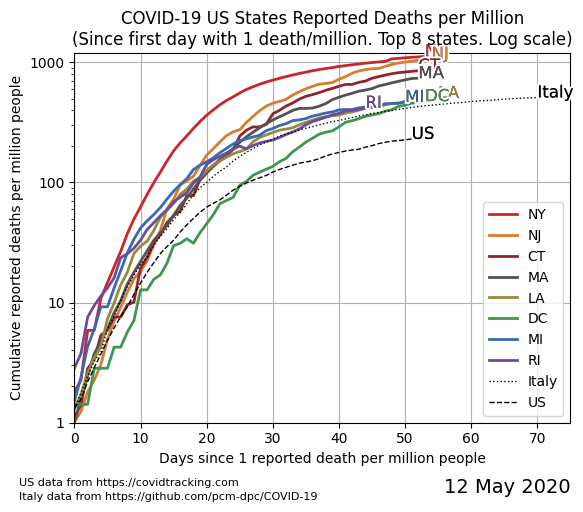 COVID-19 US States Reported Deaths per Million
(Since first day with 1 death/million. Top 8 states. Log scale)
Cumulative reported deaths per million people
1000
100
10
1
NJ
CT
MA
RI
MI
DC
LA
Italy
US
NY
NJ
CT
MA
LA
DC
MI
RI
Italy
US
0 10 20 30 40 50 60 70
Days since 1 reported death per million people
US data from https://covidtracking.com
Italy data from https://github.com/pcm-dpc/COVID-19
12 May 2020